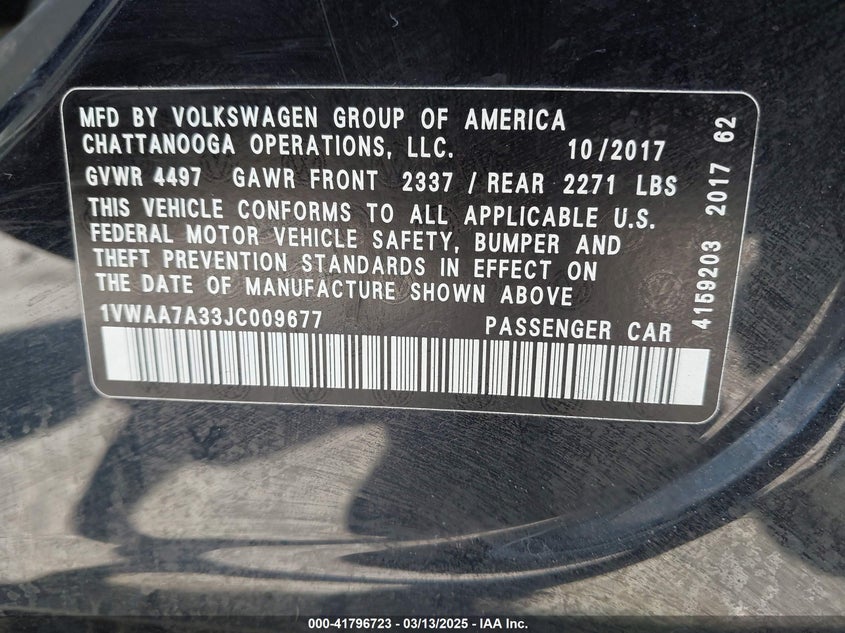 MFD BY VOLKSWAGEN GROUP OF AMERICA
CHATTANOOGA OPERATIONS, LLC. 10/2017
GVWR 4497 GAWR FRONT 2337 / REAR 2271 LBS
THIS VEHICLE CONFORMS TO ALL APPLICABLE U.S.
FEDERAL MOTOR VEHICLE SAFETY, BUMPER AND
THEFT PREVENTION STANDARDS IN EFFECT ON
THE DATE OF MANUFACTURE SHOWN ABOVE
1VWAA7A33JC009677 PASSENGER CAR
4159203 2017 62
000-41796723 - 03/13/2025 - IAA Inc.